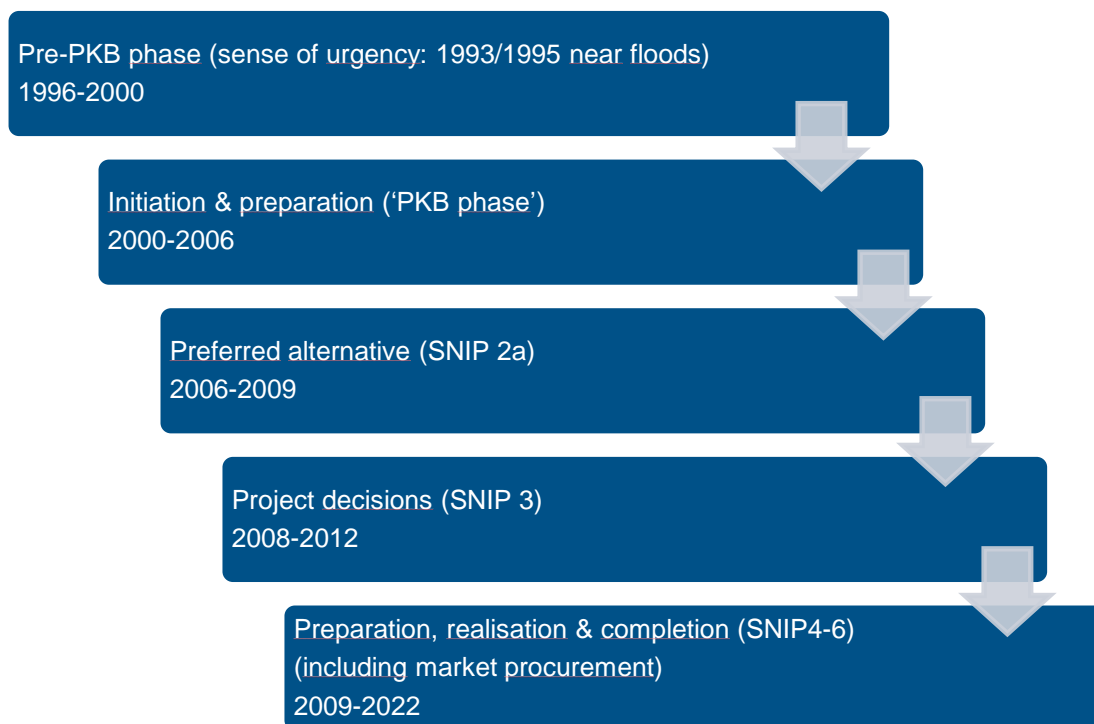 Pre-PKB phase (sense of urgency: 1993/1995 near floods)
1996-2000
Initiation & preparation (‘PKB phase’)
2000-2006
Preferred alternative (SNIP 2a)
2006-2009
Project decisions (SNIP 3)
2008-2012
Preparation, realisation & completion (SNIP4-6)
(including market procurement)
2009-2022